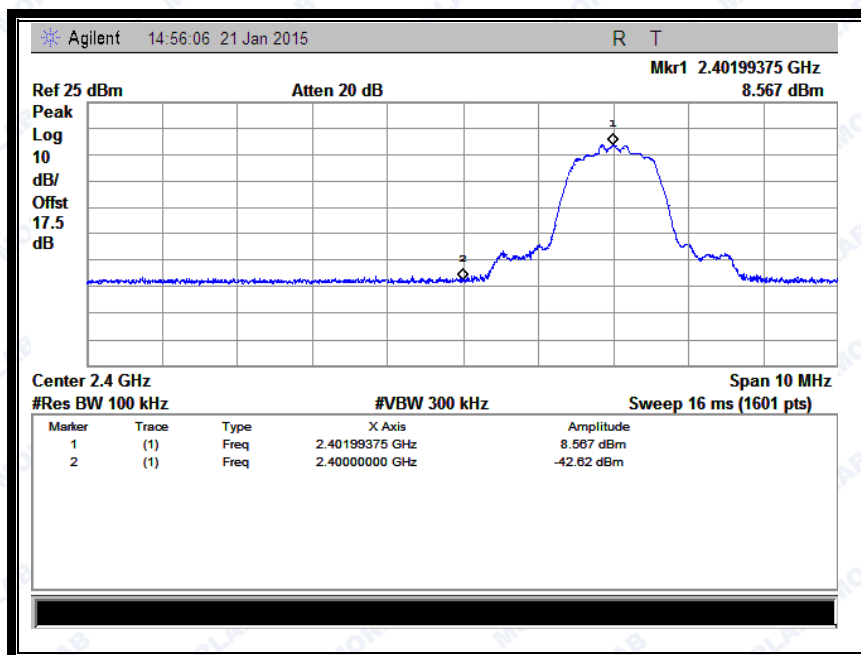 Agilent 14:56:06 21 Jan 2015 R T
Mkr1 2.40199375 GHz
Ref 25 dBm Atten 20 dB 8.567 dBm
Peak
Log
10
dB/
Offst
17.5
dB
1
2
Center 2.4 GHz Span 10 MHz
#Res BW 100 kHz #VBW 300 kHz Sweep 16 ms (1601 pts)
Marker Trace Type X Axis Amplitude
1 (1) Freq 2.40199375 GHz 8.567 dBm
2 (1) Freq 2.40000000 GHz -42.62 dBm